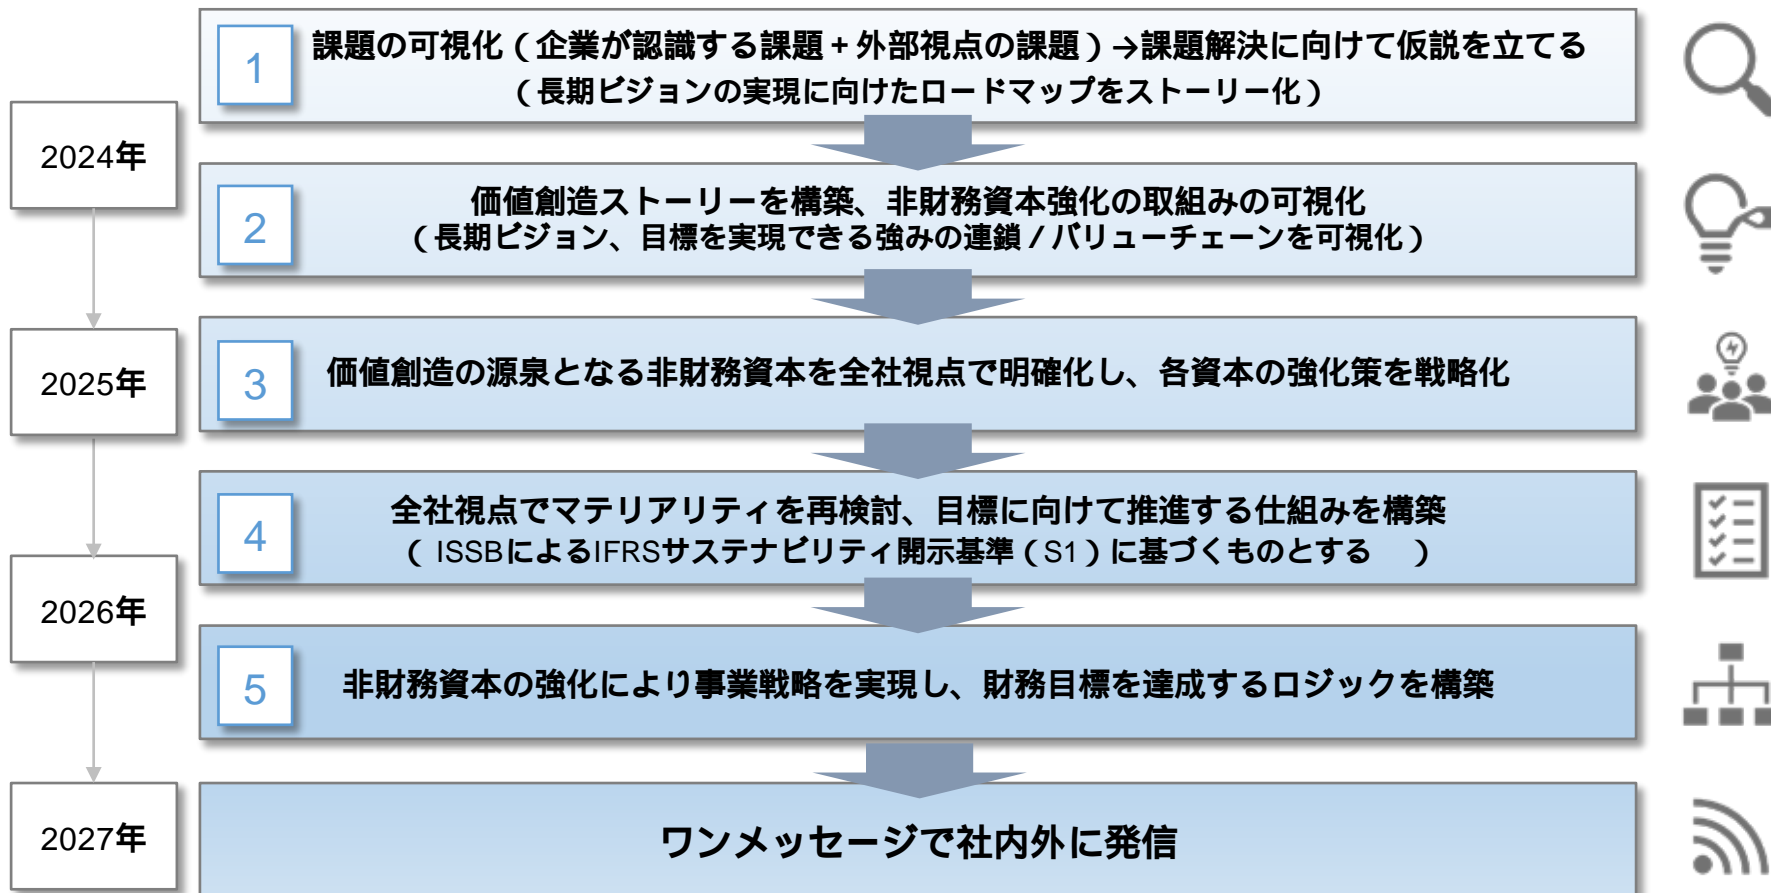 1
課題の可視化（企業が認識する課題＋外部視点の課題）→課題解決に向けて仮説を立てる
（長期ビジョンの実現に向けたロードマップをストーリー化）
2024年
2
価値創造ストーリーを構築、非財務資本強化の取組みの可視化
（長期ビジョン、目標を実現できる強みの連鎖／バリューチェーンを可視化）
2025年
3
価値創造の源泉となる非財務資本を全社視点で明確化し、各資本の強化策を戦略化
4
全社視点でマテリアリティを再検討、目標に向けて推進する仕組みを構築
（ ISSBによるIFRSサステナビリティ開示基準（S1）に基づくものとする　）
2026年
5
非財務資本の強化により事業戦略を実現し、財務目標を達成するロジックを構築
2027年
ワンメッセージで社内外に発信